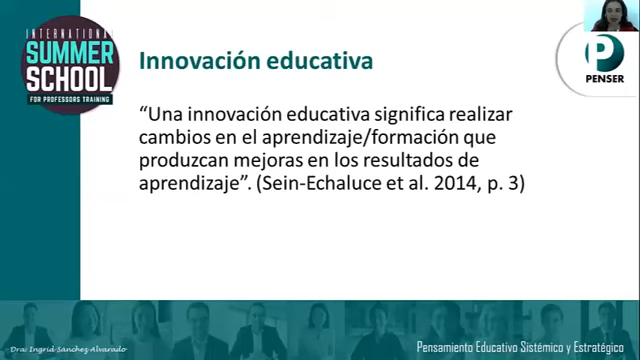 INTERNATIONAL
SUMMER
SCHOOL
FOR PROFESSORS TRAINING
Innovación educativa
P
PENSER
“Una innovación educativa significa realizar
cambios en el aprendizaje/formación que
produzcan mejoras en los resultados de
aprendizaje”. (Sein-Echaluce et al. 2014, p. 3)
Dra. Ingrid Sánchez Alvarado
Pensamiento Educativo Sistémico y Estratégico